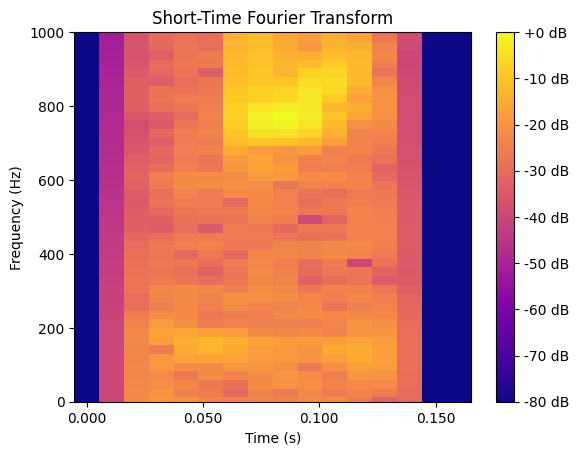 Short-Time Fourier Transform
Frequency (Hz)
1000
800
600
400
200
0
0.000
0.050
0.100
0.150
Time (s)
+0 dB
-10 dB
-20 dB
-30 dB
-40 dB
-50 dB
-60 dB
-70 dB
-80 dB